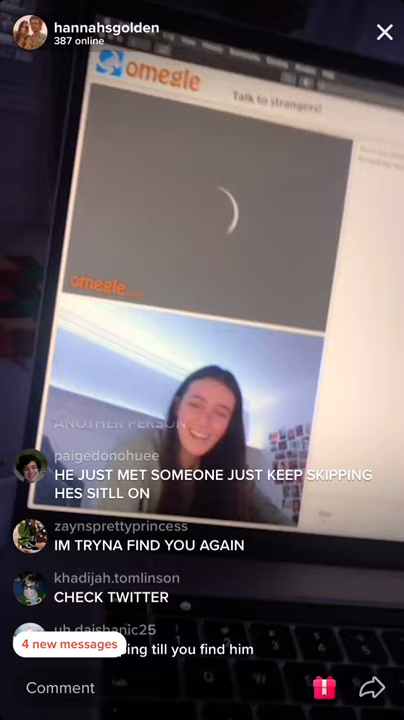 hannahsgolden
387 online
omegle
Talk to strangers!
omegle
ANOTHER PERSON
paigedonohuee
HE JUST MET SOMEONE JUST KEEP SKIPPING
HES SITLL ON
zaynsprettyprincess
IM TRYNA FIND YOU AGAIN
khadijah.tomlinson
CHECK TWITTER
uh.daishanic25
4 new messages
ing till you find him
Comment